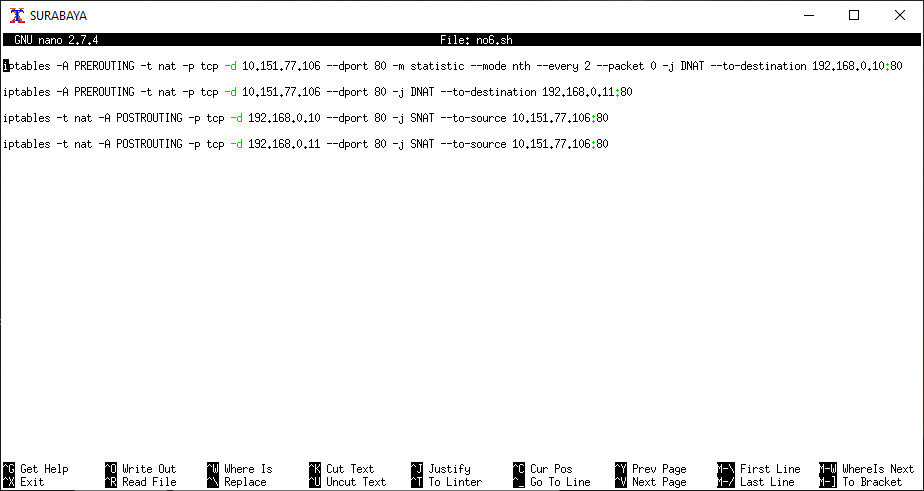 SURABAYA
GNU nano 2.7.4 File: no6.sh
iptables -A PREROUTING -t nat -p tcp -d 10.151.77.106 --dport 80 -m statistic --mode nth --every 2 --packet 0 -j DNAT --to-destination 192.168.0.10:80
iptables -A PREROUTING -t nat -p tcp -d 10.151.77.106 --dport 80 -j DNAT --to-destination 192.168.0.11:80
iptables -t nat -A POSTROUTING -p tcp -d 192.168.0.10 --dport 80 -j SNAT --to-source 10.151.77.106:80
iptables -t nat -A POSTROUTING -p tcp -d 192.168.0.11 --dport 80 -j SNAT --to-source 10.151.77.106:80
^G Get Help ^O Write Out ^W Where Is ^K Cut Text ^J Justify ^C Cur Pos ^Y Prev Page M-\ First Line M-W WhereIs Next
^X Exit ^R Read File ^\ Replace ^U Uncut Text ^T To Linter ^_ Go To Line ^V Next Page M-/ Last Line M-] To Bracket